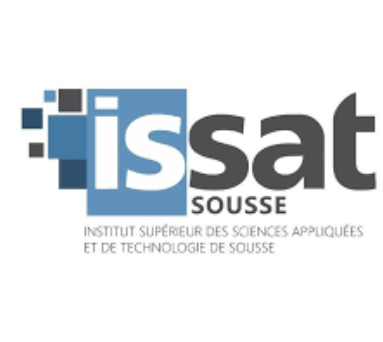 issat
SOUSSE
INSTITUT SUPÉRIEUR DES SCIENCES APPLIQUÉES
ET DE TECHNOLOGIE DE SOUSSE